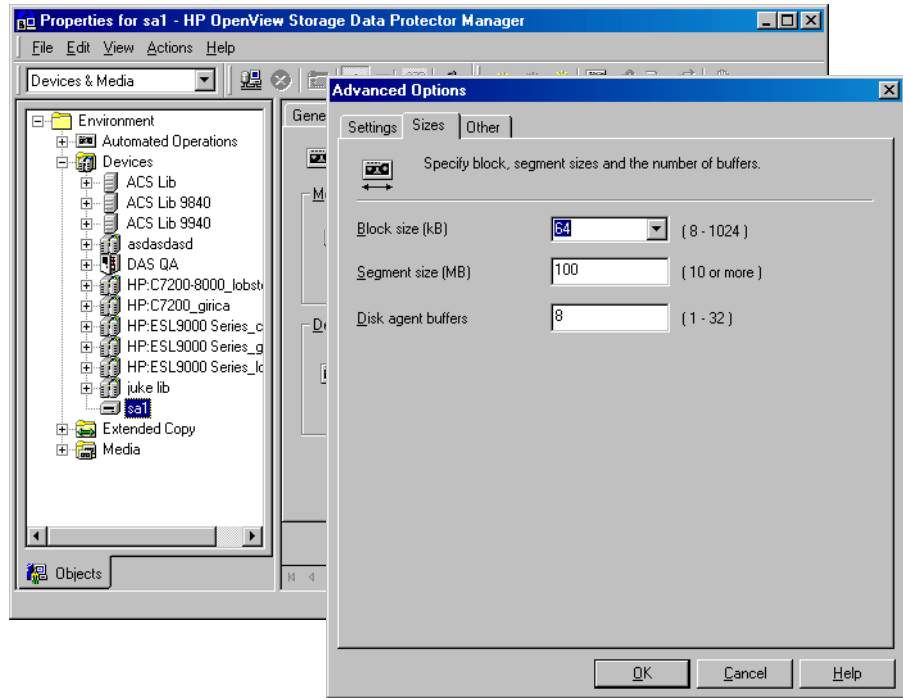 Properties for sa1 - HP OpenView Storage Data Protector Manager
File Edit View Actions Help
Devices & Media
Environment
Automated Operations
Devices
ACS Lib
ACS Lib 9840
ACS Lib 9940
asdasdasd
DAS QA
HP:C7200-8000_lobst
HP:C7200_girica
HP:ESL9000 Series_c
HP:ESL9000 Series_g
HP:ESL9000 Series_lo
juke lib
sa1
Extended Copy
Media
Objects
Gene
M
D
Advanced Options
Settings Sizes Other
Specify block, segment sizes and the number of buffers.
Block size (kB) 64 ( 8 - 1024 )
Segment size (MB) 100 ( 10 or more )
Disk agent buffers 8 ( 1 - 32 )
OK Cancel Help